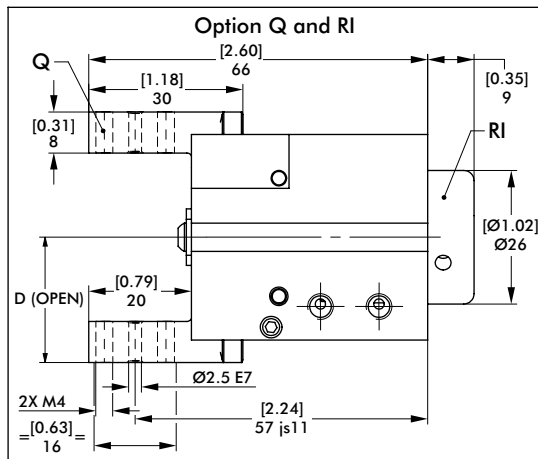 Option Q and RI
[2.60]
66
[0.35]
9
Q
[1.18]
30
[0.31]
8
RI
[Ø1.02]
Ø26
D (OPEN)
[0.79]
20
Ø2.5 E7
2X M4
[2.24]
57 js11
=[0.63]=
16